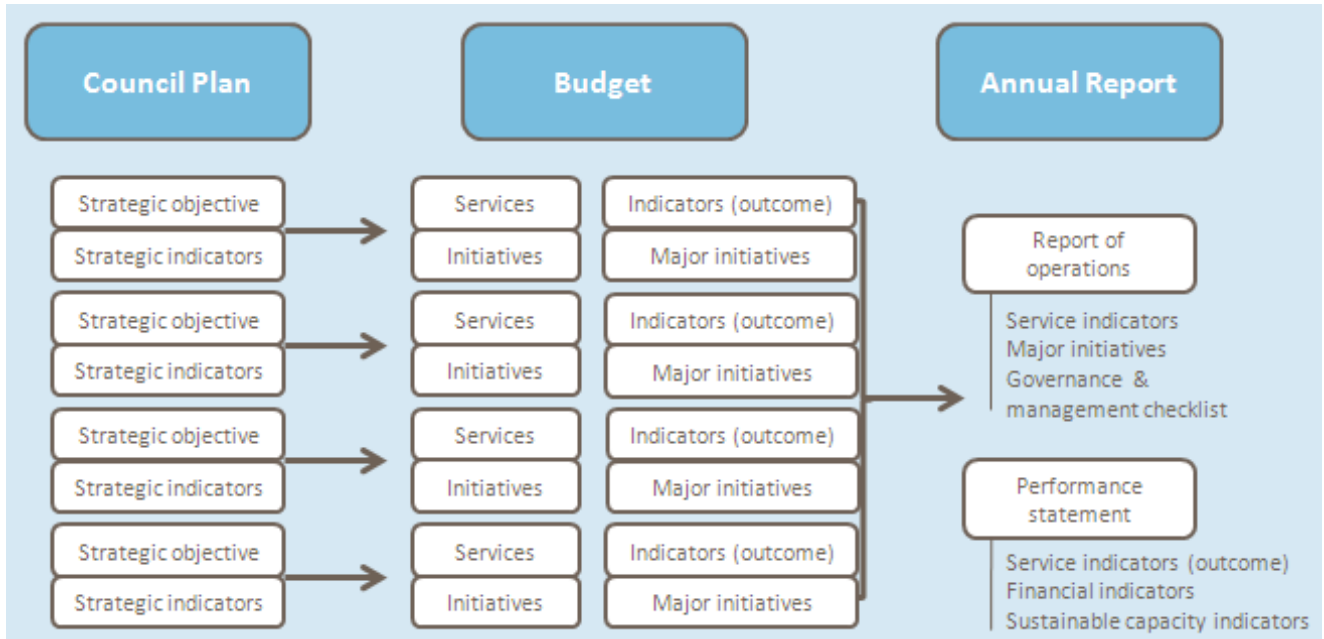 Council Plan
Budget
Annual Report
Strategic objective
Strategic indicators
Strategic objective
Strategic indicators
Strategic objective
Strategic indicators
Strategic objective
Strategic indicators
Services
Initiatives
Services
Initiatives
Services
Initiatives
Services
Initiatives
Indicators (outcome)
Major initiatives
Indicators (outcome)
Major initiatives
Indicators (outcome)
Major initiatives
Indicators (outcome)
Major initiatives
Report of
operations
Service indicators
Major initiatives
Governance &
management checklist
Performance
statement
Service indicators (outcome)
Financial indicators
Sustainable capacity indicators